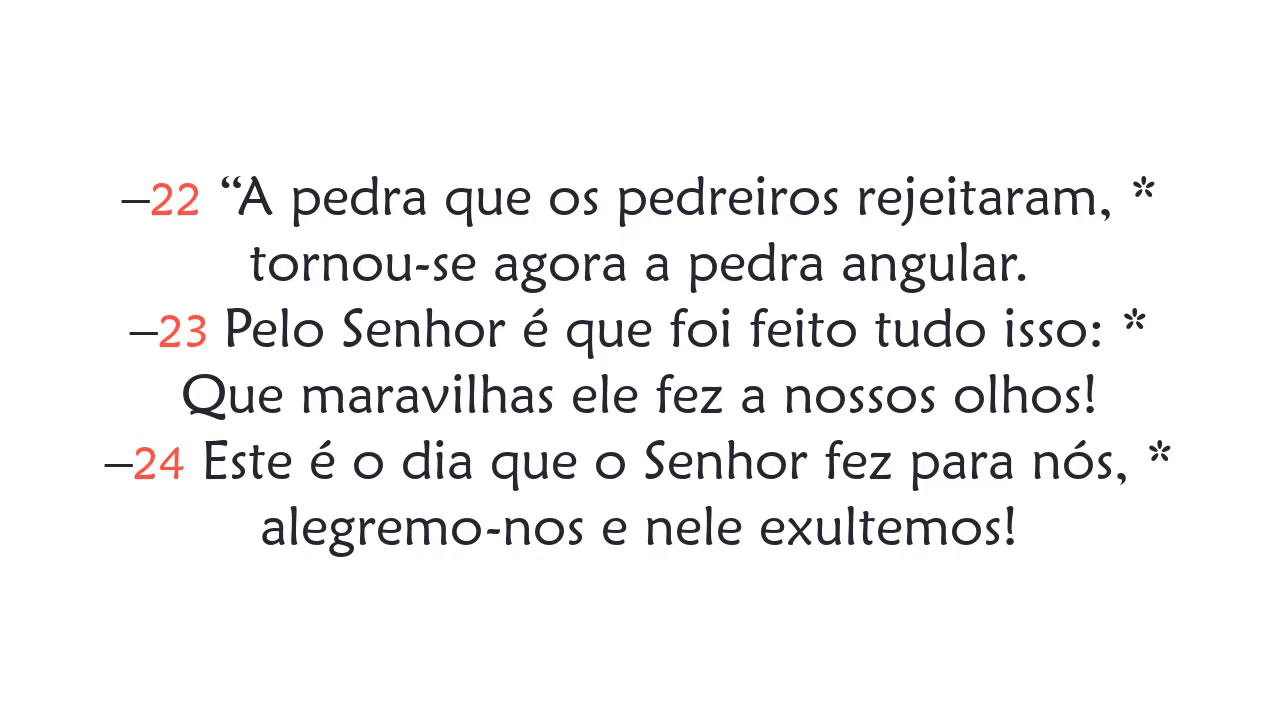 –22 “A pedra que os pedreiros rejeitaram, *
tornou-se agora a pedra angular.
–23 Pelo Senhor é que foi feito tudo isso: *
Que maravilhas ele fez a nossos olhos!
–24 Este é o dia que o Senhor fez para nós, *
alegremo-nos e nele exultemos!